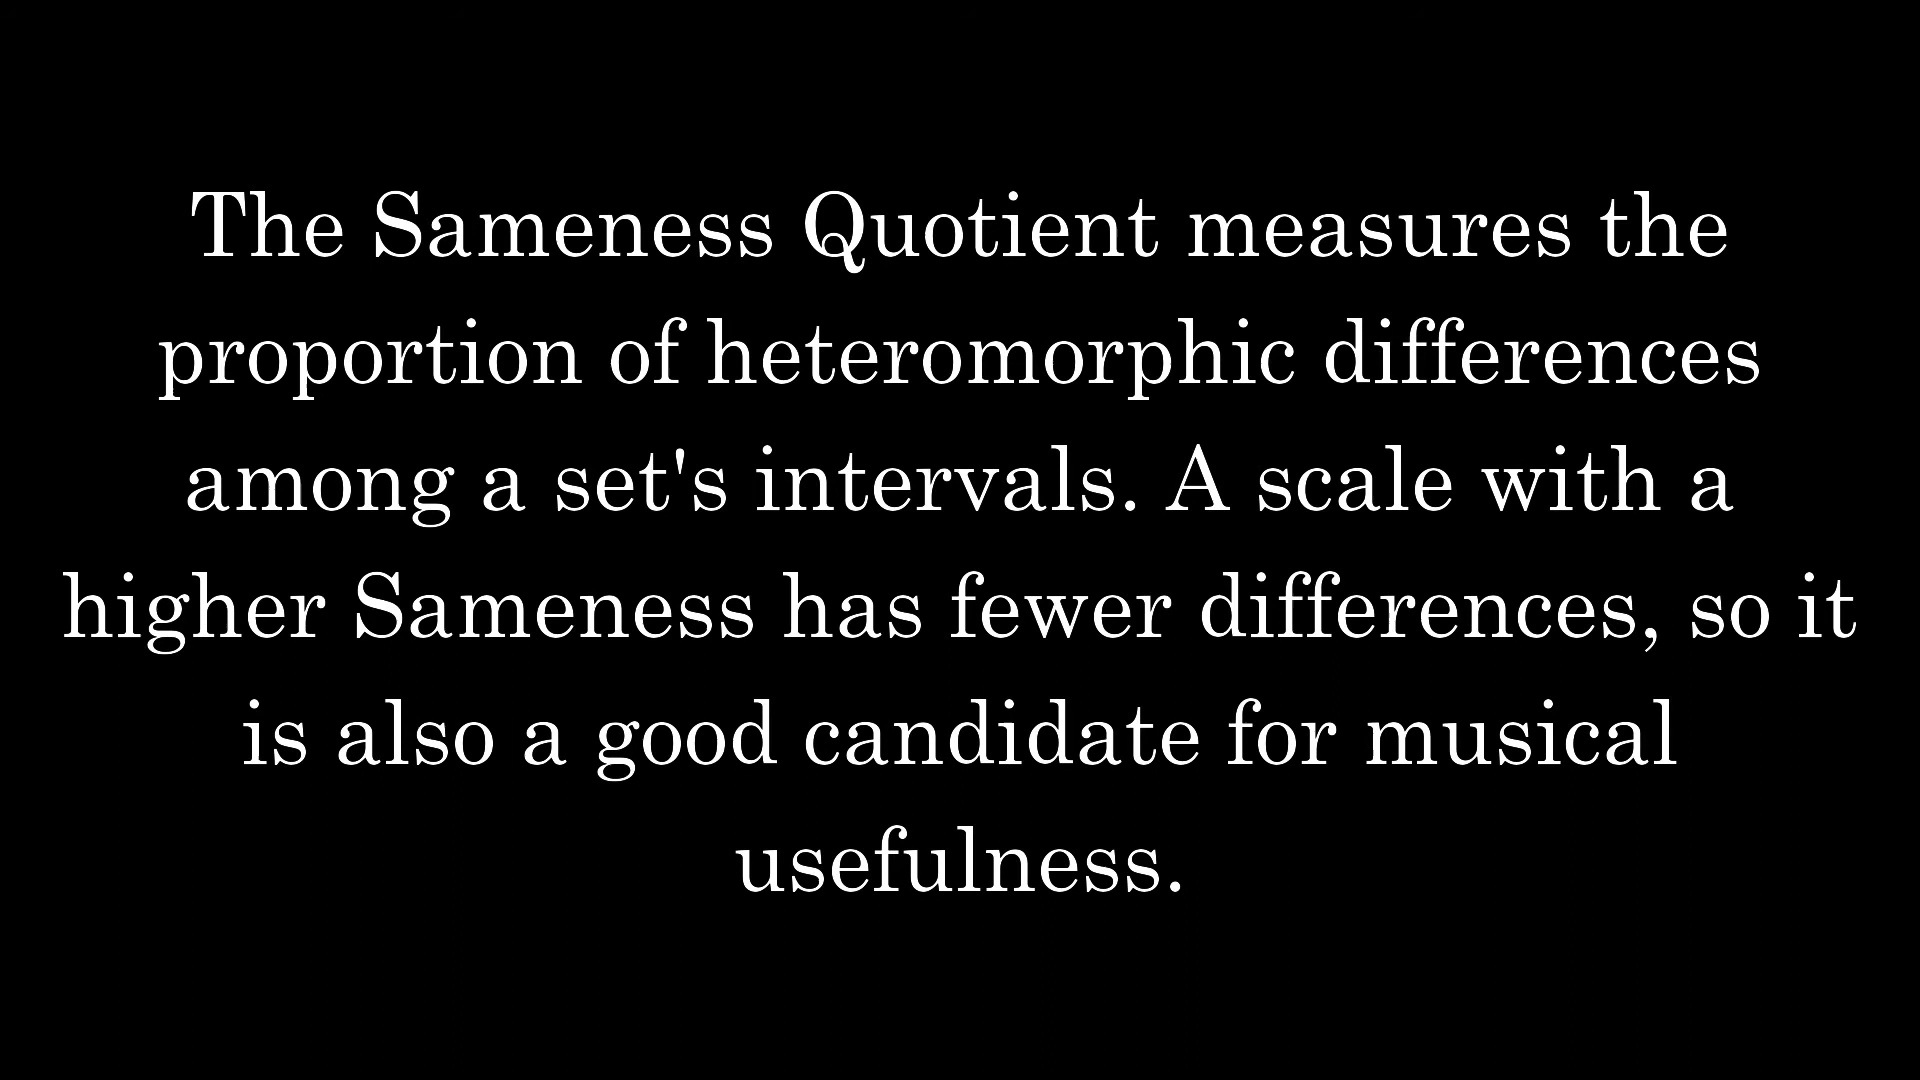 The Sameness Quotient measures the
proportion of heteromorphic differences
among a set's intervals. A scale with a
higher Sameness has fewer differences, so it
is also a good candidate for musical
usefulness.